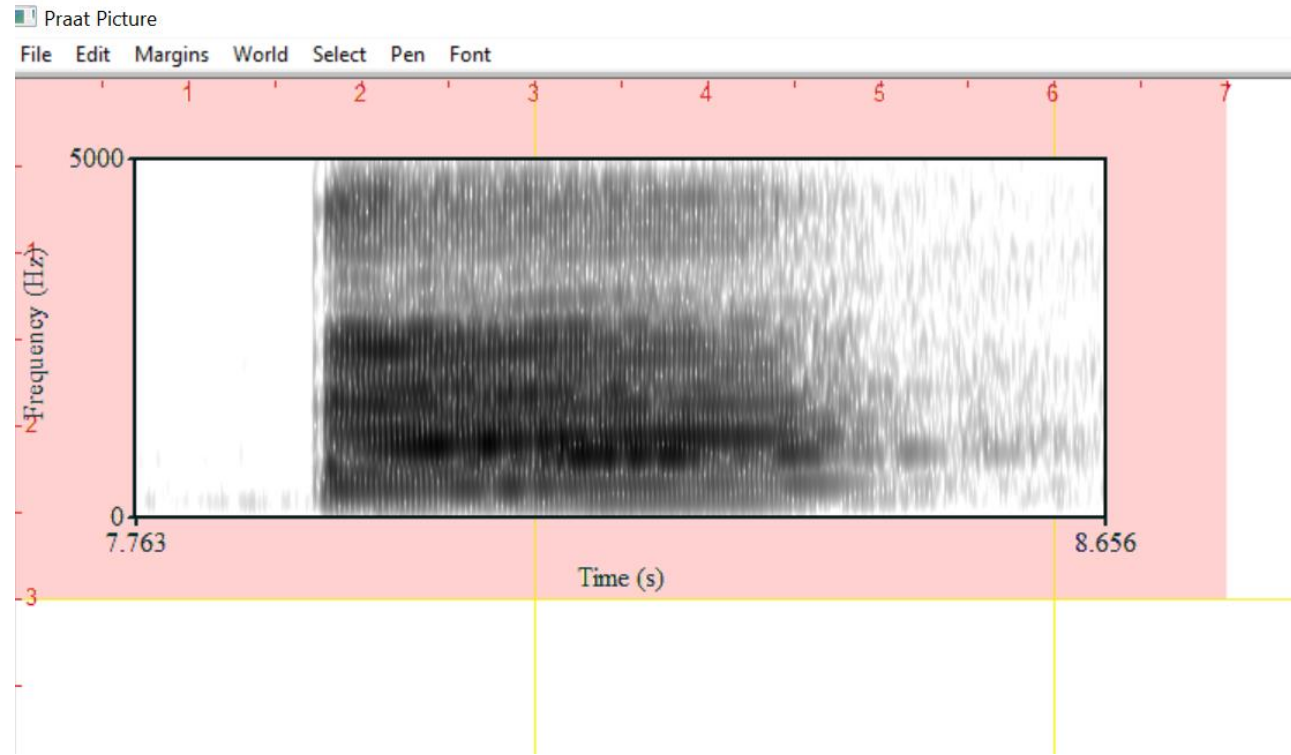 Praat Picture
File Edit Margins World Select Pen Font
1 2 3 4 5 6 7
5000
1
Frequency (Hz)
2
0
7.763 8.656
Time (s)
3